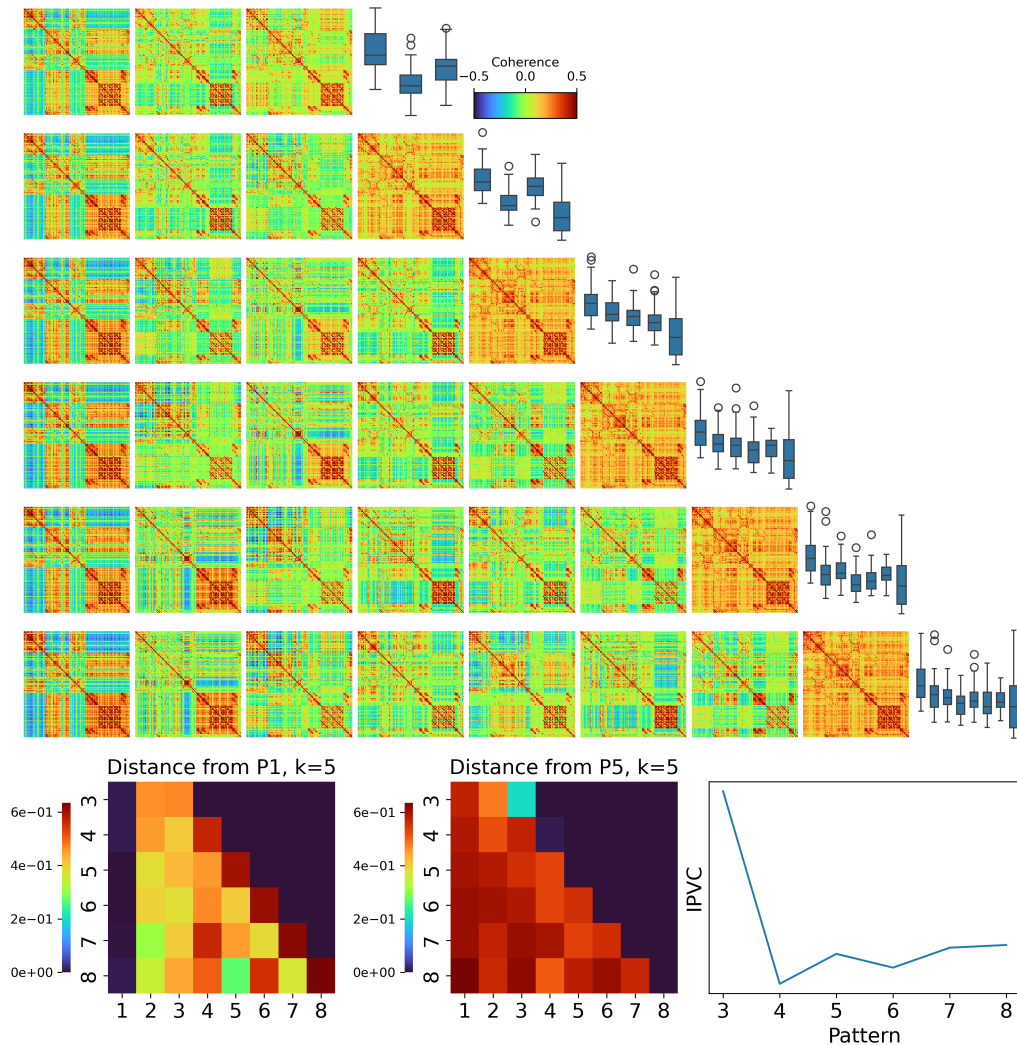 Coherence
−0.5 0.0 0.5
Distance from P1, k=5
Distance from P5, k=5
6e−01
4e−01
2e−01
0e+00
3
4
5
6
7
8
1 2 3 4 5 6 7 8
6e−01
4e−01
2e−01
0e+00
3
4
5
6
7
8
1 2 3 4 5 6 7 8
IPVC
3 4 5 6 7 8
Pattern